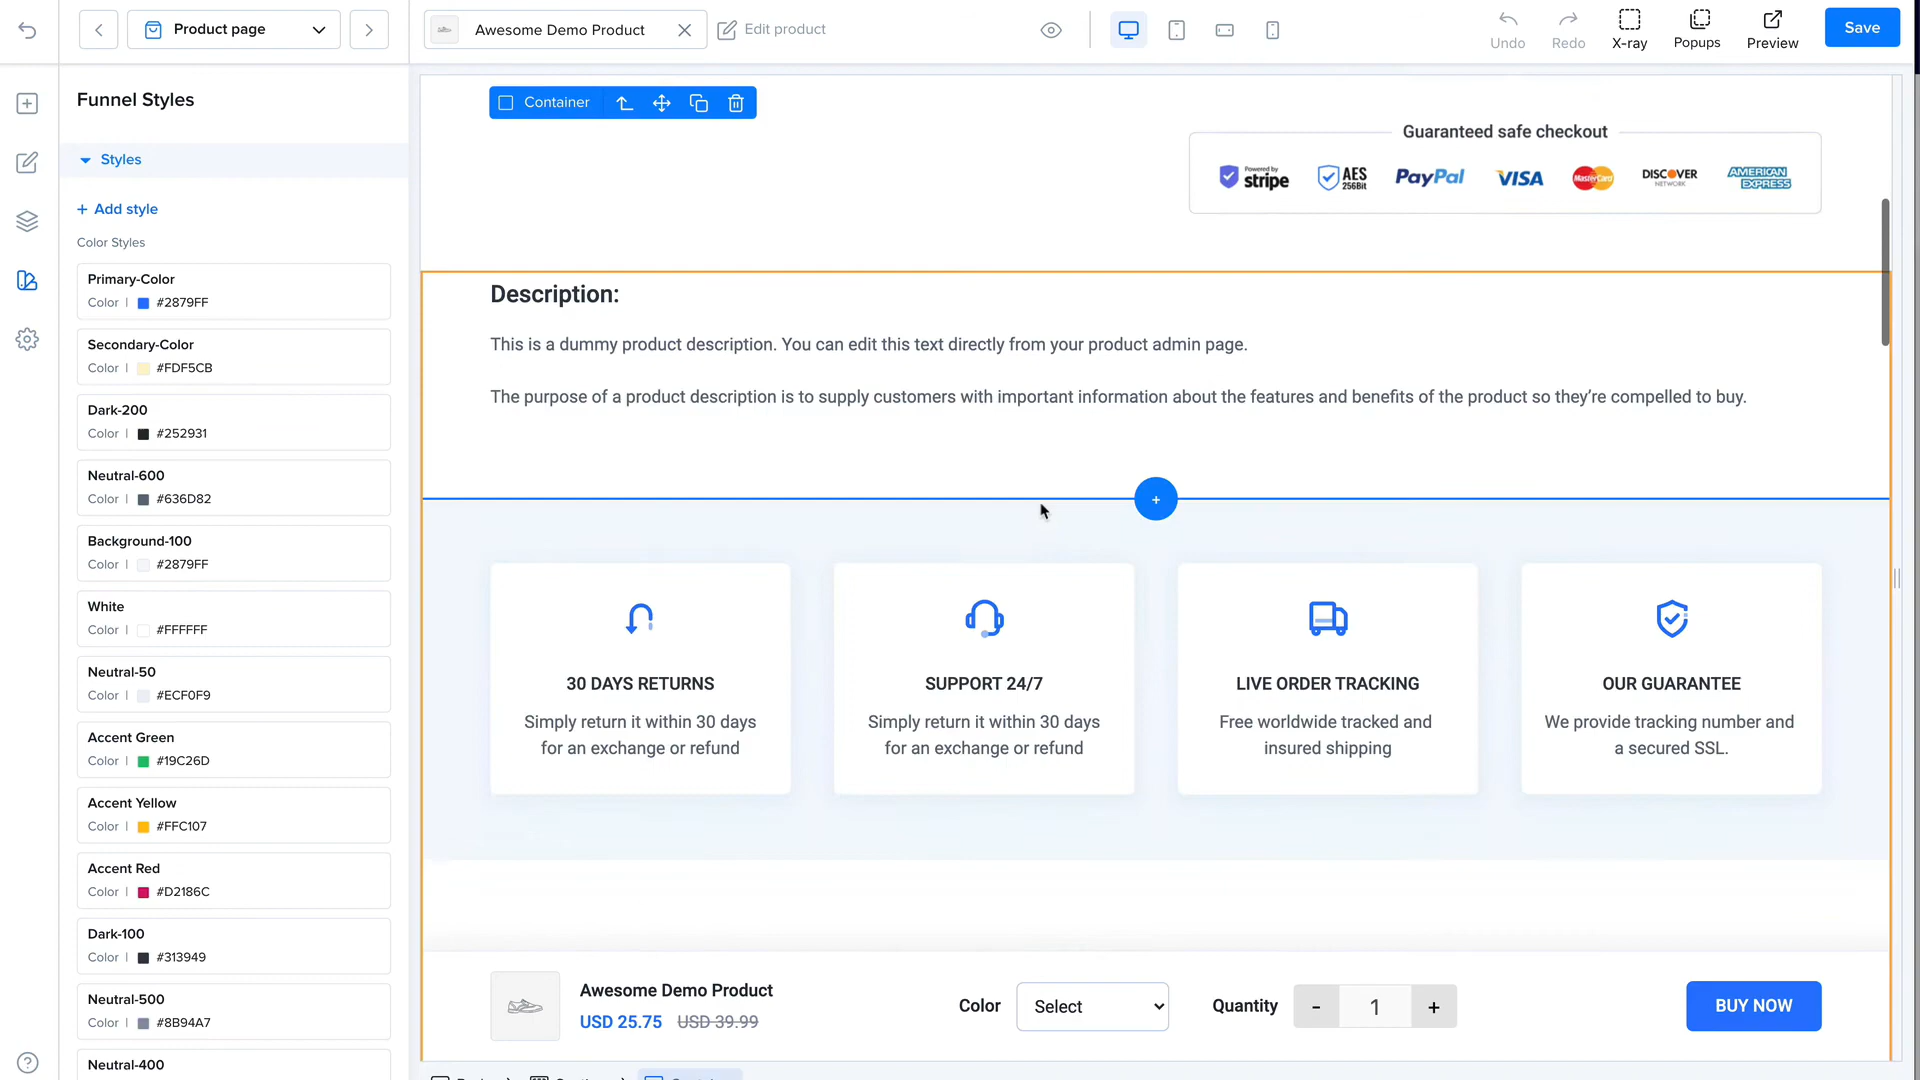 Product page
Awesome Demo Product
Edit product
Undo
Redo
X-ray
Popups
Preview
Save
Funnel Styles
Styles
+ Add style
Color Styles
Primary-Color
Color | #2879FF
Secondary-Color
Color | #FDF5CB
Dark-200
Color | #252931
Neutral-600
Color | #636D82
Background-100
Color | #2879FF
White
Color | #FFFFFF
Neutral-50
Color | #ECF0F9
Accent Green
Color | #19C26D
Accent Yellow
Color | #FFC107
Accent Red
Color | #D2186C
Dark-100
Color | #313949
Neutral-500
Color | #8B94A7
Neutral-400
Container
Guaranteed safe checkout
Powered by
stripe
AES
256Bit
PayPal
VISA
MasterCard
DISCOVER
NETWORK
AMERICAN
EXPRESS
Description:
This is a dummy product description. You can edit this text directly from your product admin page.
The purpose of a product description is to supply customers with important information about the features and benefits of the product so they’re compelled to buy.
+
30 DAYS RETURNS
Simply return it within 30 days
for an exchange or refund
SUPPORT 24/7
Simply return it within 30 days
for an exchange or refund
LIVE ORDER TRACKING
Free worldwide tracked and
insured shipping
OUR GUARANTEE
We provide tracking number and
a secured SSL.
Awesome Demo Product
USD 25.75 USD 39.99
Color
Select
Quantity
- 1 +
BUY NOW